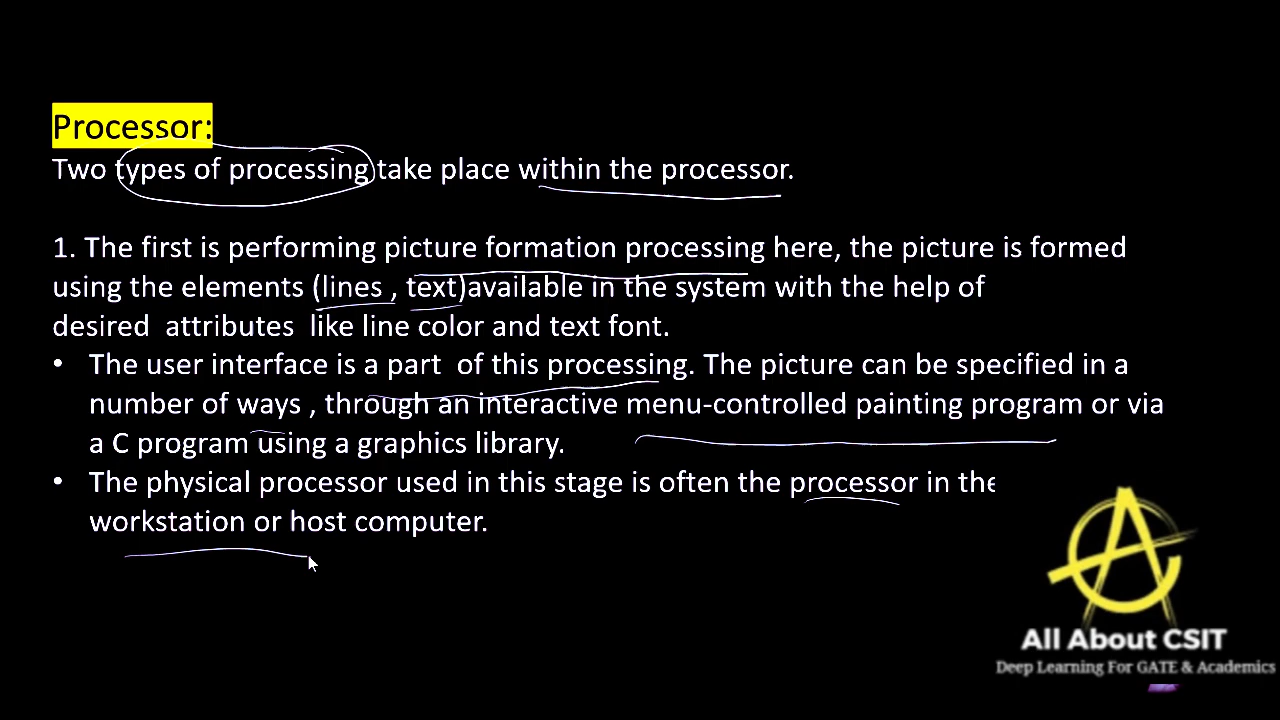 Processor:
Two types of processing take place within the processor.
1. The first is performing picture formation processing here, the picture is formed
using the elements (lines , text)available in the system with the help of
desired attributes like line color and text font.
• The user interface is a part of this processing. The picture can be specified in a
number of ways , through an interactive menu-controlled painting program or via
a C program using a graphics library.
• The physical processor used in this stage is often the processor in the
workstation or host computer.
All About CSIT
Deep Learning For GATE & Academics